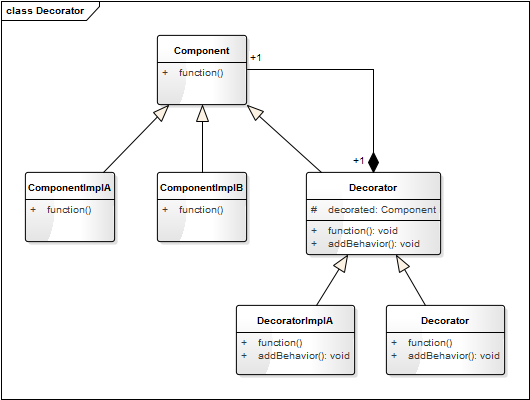 class Decorator
Component
+ function()
+1
+1
ComponentImplA
+ function()
ComponentImplB
+ function()
Decorator
# decorated: Component
+ function(): void
+ addBehavior(): void
DecoratorImplA
+ function()
+ addBehavior(): void
Decorator
+ function()
+ addBehavior(): void